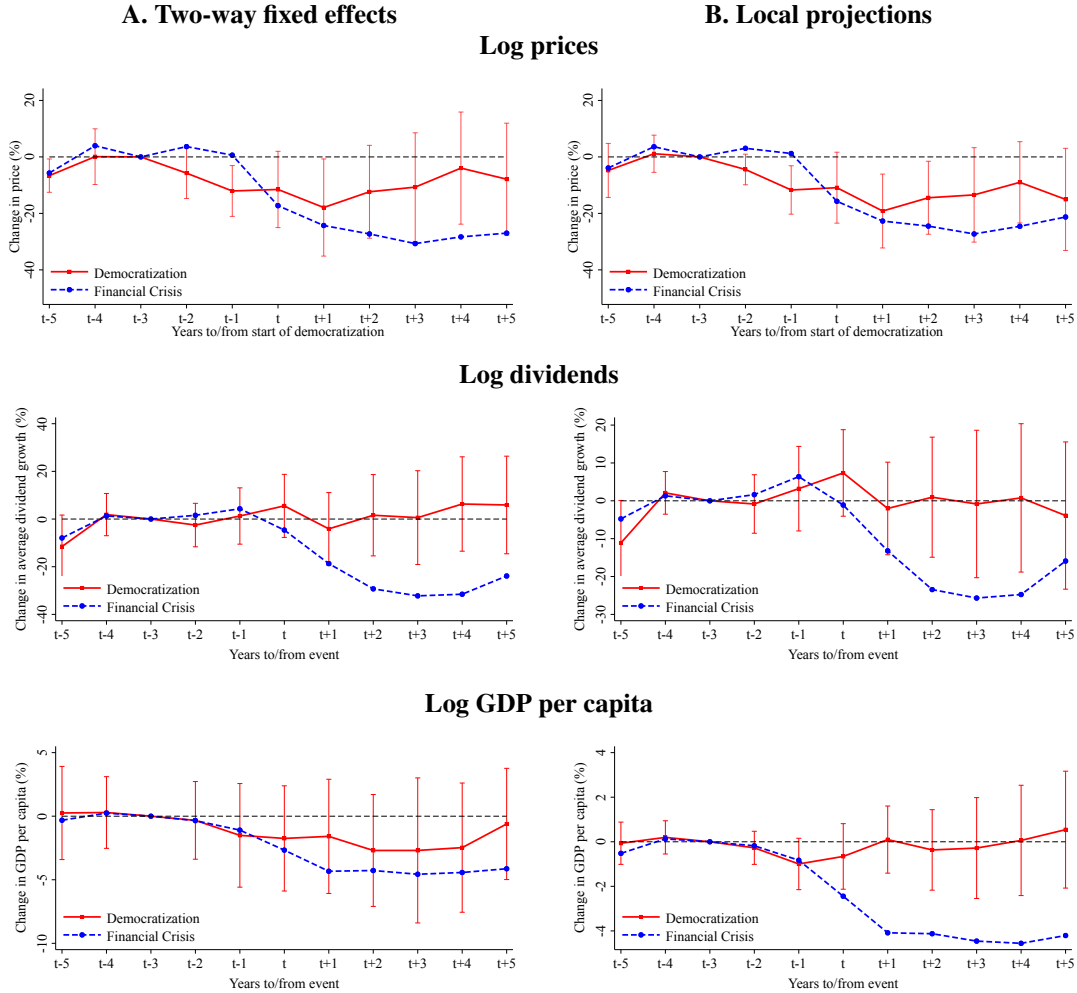 A. Two-way fixed effects
B. Local projections
Log prices
Change in price (%)
20
0
-20
-40
Democratization
Financial Crisis
t-5 t-4 t-3 t-2 t-1 t t+1 t+2 t+3 t+4 t+5
Years to/from start of democratization
Change in price (%)
20
0
-20
-40
Democratization
Financial Crisis
t-5 t-4 t-3 t-2 t-1 t t+1 t+2 t+3 t+4 t+5
Years to/from start of democratization
Log dividends
Change in average dividend growth (%)
40
20
0
-20
-40
Democratization
Financial Crisis
t-5 t-4 t-3 t-2 t-1 t t+1 t+2 t+3 t+4 t+5
Years to/from event
Change in average dividend growth (%)
20
10
0
-10
-20
-30
Democratization
Financial Crisis
t-5 t-4 t-3 t-2 t-1 t t+1 t+2 t+3 t+4 t+5
Years to/from event
Log GDP per capita
Change in GDP per capita (%)
5
0
-5
-10
Democratization
Financial Crisis
t-5 t-4 t-3 t-2 t-1 t t+1 t+2 t+3 t+4 t+5
Years to/from event
Change in GDP per capita (%)
4
2
0
-2
-4
Democratization
Financial Crisis
t-5 t-4 t-3 t-2 t-1 t t+1 t+2 t+3 t+4 t+5
Years to/from event